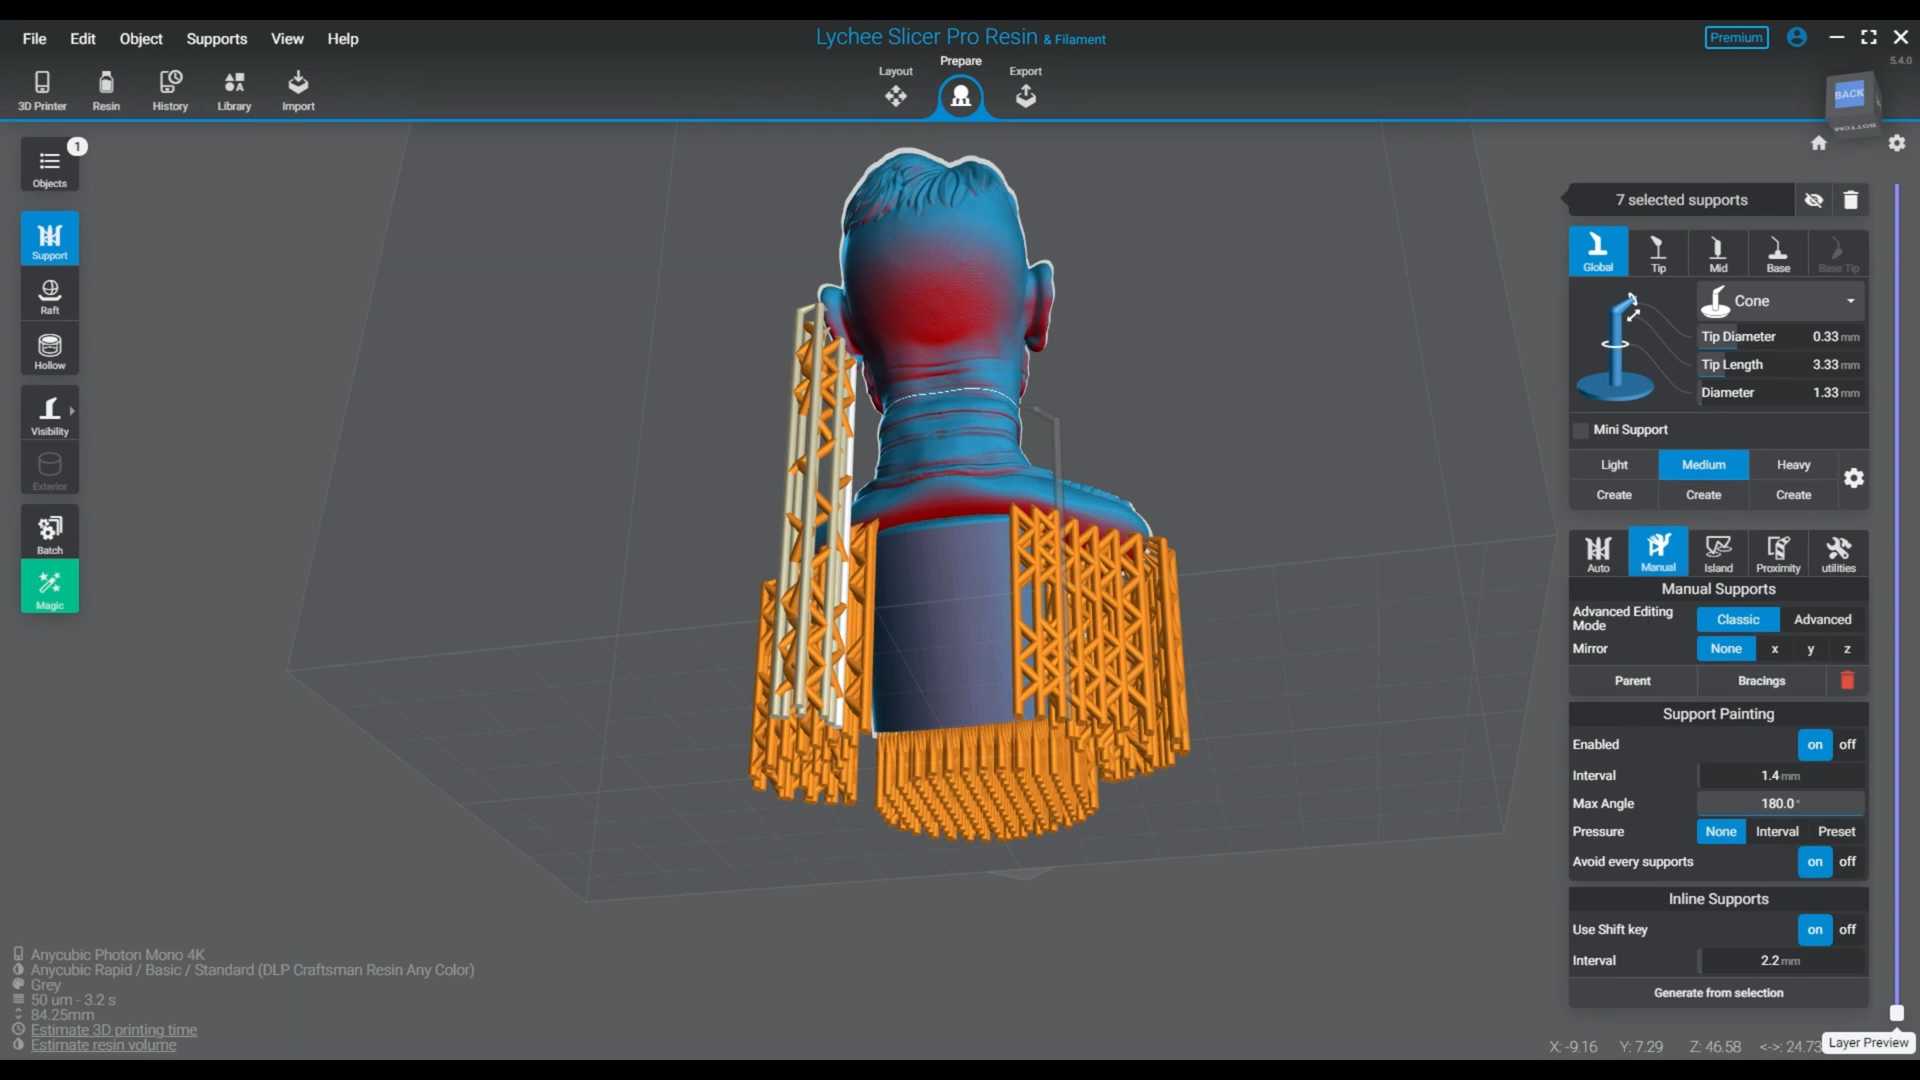 File Edit Object Supports View Help
Lychee Slicer Pro Resin & Filament
Premium
5.4.0
3D Printer Resin History Library Import
Layout Prepare Export
BACK
BOTTOM
Objects 1
Support
Raft
Hollow
Visibility
Exterior
Batch
Magic
7 selected supports
Global Tip Mid Base Base Tip
Cone
Tip Diameter 0.33 mm
Tip Length 3.33 mm
Diameter 1.33 mm
Mini Support
Light Medium Heavy
Create Create Create
Auto Manual Island Proximity utilities
Manual Supports
Advanced Editing
Mode Classic Advanced
Mirror None x y z
Parent Bracings
Support Painting
Enabled on off
Interval 1.4 mm
Max Angle 180.0 °
Pressure None Interval Preset
Avoid every supports on off
Inline Supports
Use Shift key on off
Interval 2.2 mm
Generate from selection
Anycubic Photon Mono 4K
Anycubic Rapid / Basic / Standard (DLP Craftsman Resin Any Color)
Grey
50 um - 3.2 s
84.25mm
Estimate 3D printing time
Estimate resin volume
X: -9.16 Y: 7.29 Z: 46.58 <->: 24.73
Layer Preview